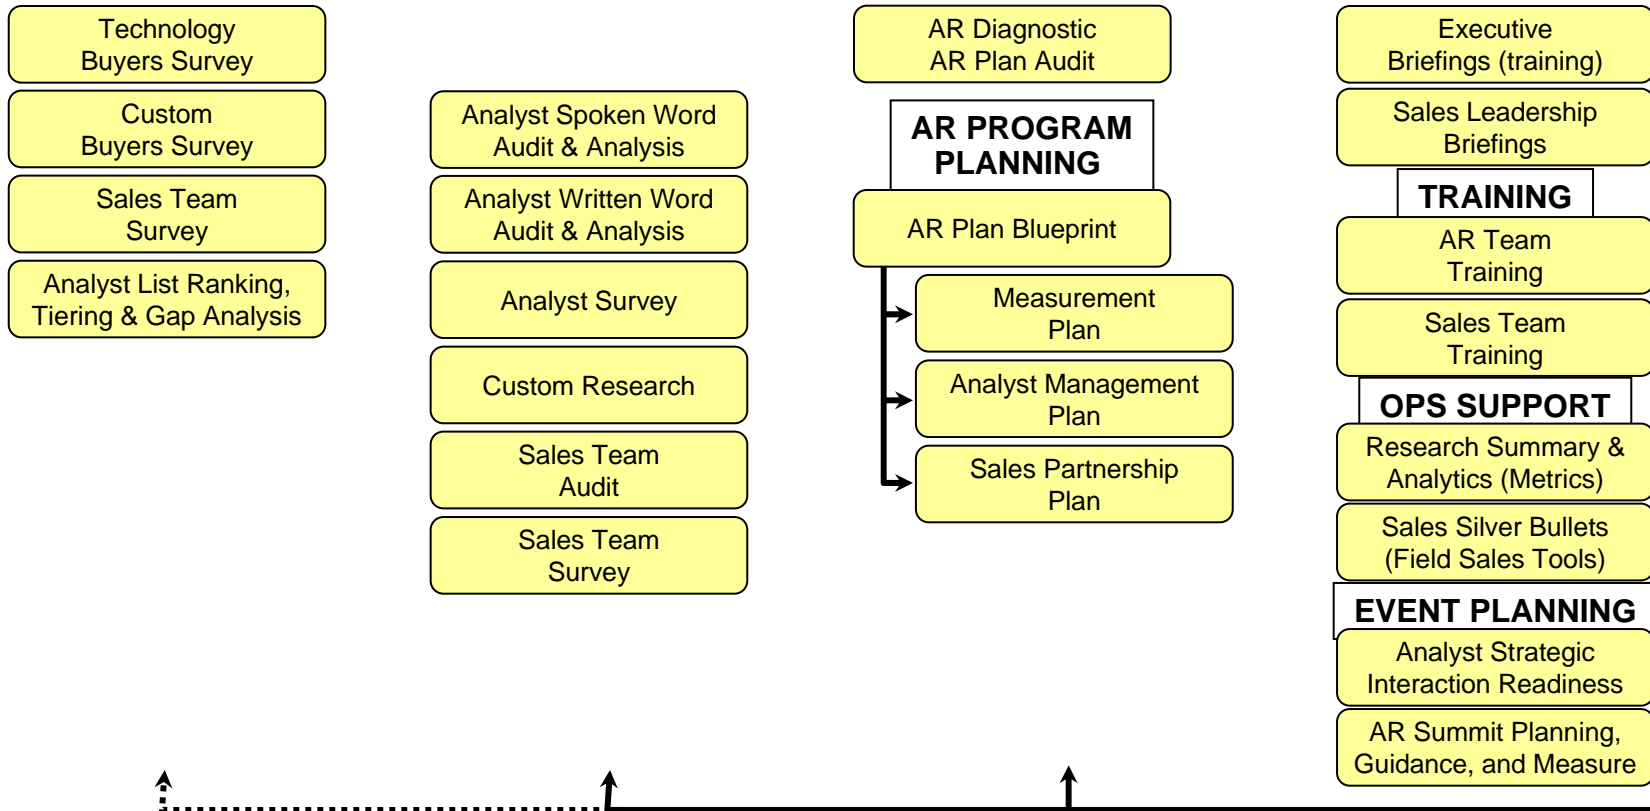 Technology
Buyers Survey
Custom
Buyers Survey
Sales Team
Survey
Analyst List Ranking,
Tiering & Gap Analysis
Analyst Spoken Word
Audit & Analysis
Analyst Written Word
Audit & Analysis
Analyst Survey
Custom Research
Sales Team
Audit
Sales Team
Survey
AR Diagnostic
AR Plan Audit
AR PROGRAM
PLANNING
AR Plan Blueprint
Measurement
Plan
Analyst Management
Plan
Sales Partnership
Plan
Executive
Briefings (training)
Sales Leadership
Briefings
TRAINING
AR Team
Training
Sales Team
Training
OPS SUPPORT
Research Summary &
Analytics (Metrics)
Sales Silver Bullets
(Field Sales Tools)
EVENT PLANNING
Analyst Strategic
Interaction Readiness
AR Summit Planning,
Guidance, and Measure